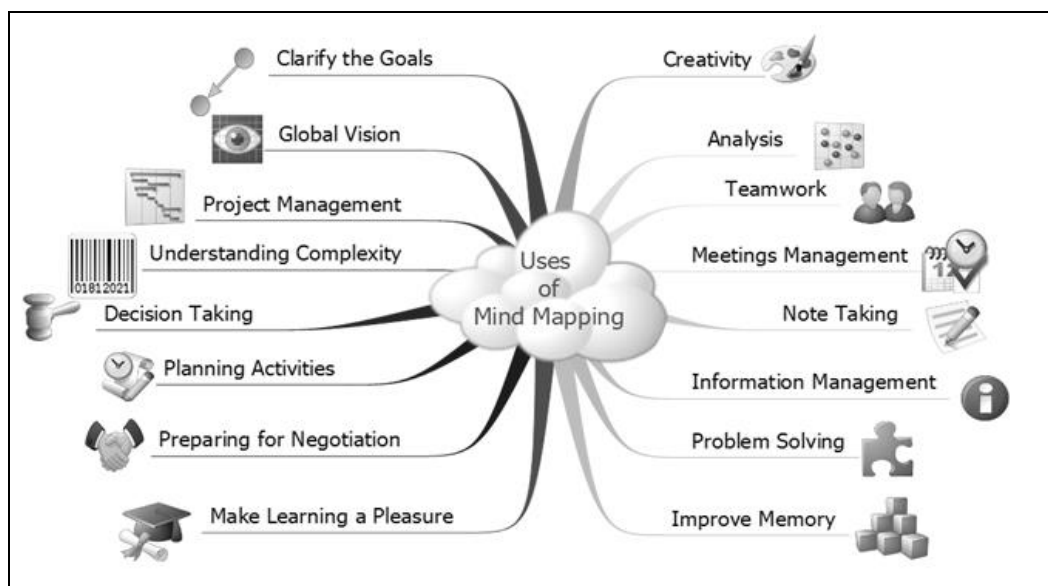 Uses
of
Mind Mapping
Clarify the Goals
Global Vision
Project Management
Understanding Complexity
01812021
Decision Taking
Planning Activities
Preparing for Negotiation
Make Learning a Pleasure
Creativity
Analysis
Teamwork
Meetings Management
12
Note Taking
Information Management
i
Problem Solving
Improve Memory